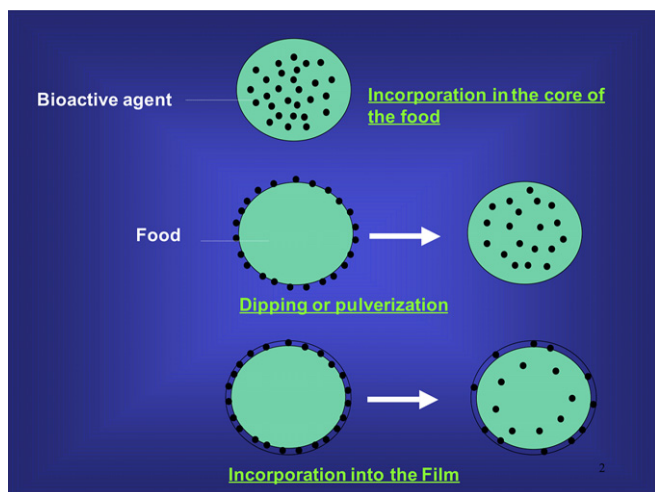 Bioactive agent
Incorporation in the core of
the food
Food
Dipping or pulverization
Incorporation into the Film
2